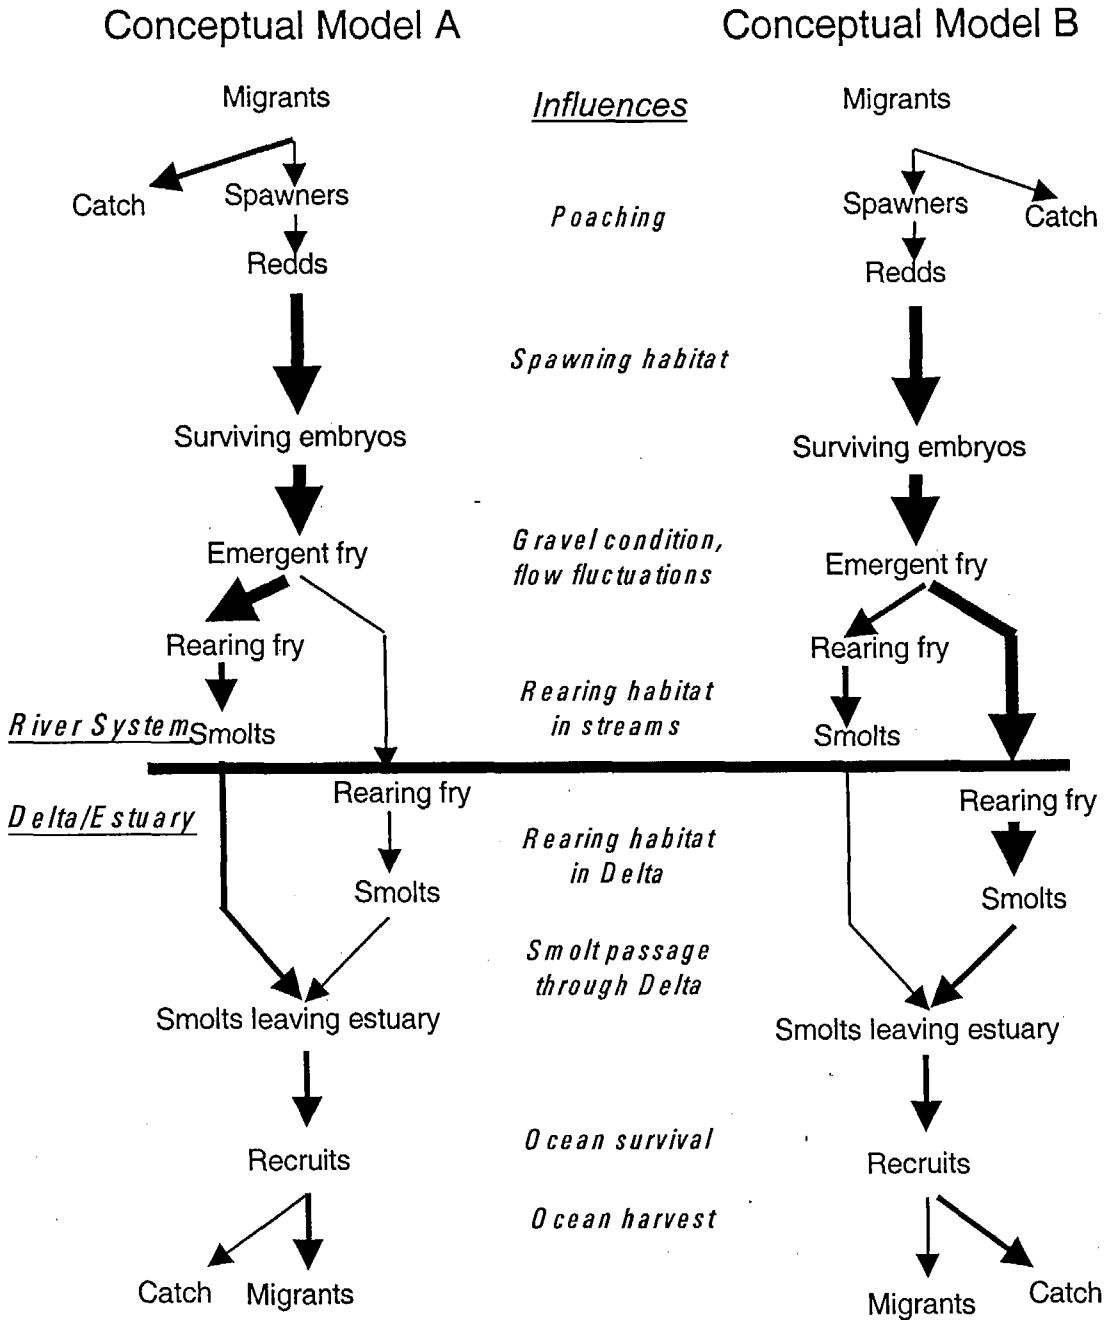 Conceptual Model A
Conceptual Model B
Migrants
Influences
Migrants
Catch
Spawners
Poaching
Spawners
Catch
Redds
Redds
Spawning habitat
Surviving embryos
Surviving embryos
Emergent fry
Gravel condition,
flow fluctuations
Emergent fry
Rearing fry
Rearing fry
Rearing habitat
in streams
River System
Smolts
Smolts
Rearing fry
Rearing fry
Delta/Estuary
Rearing habitat
in Delta
Smolts
Smolts
Smolt passage
through Delta
Smolts leaving estuary
Smolts leaving estuary
Ocean survival
Recruits
Recruits
Ocean harvest
Catch
Migrants
Migrants
Catch